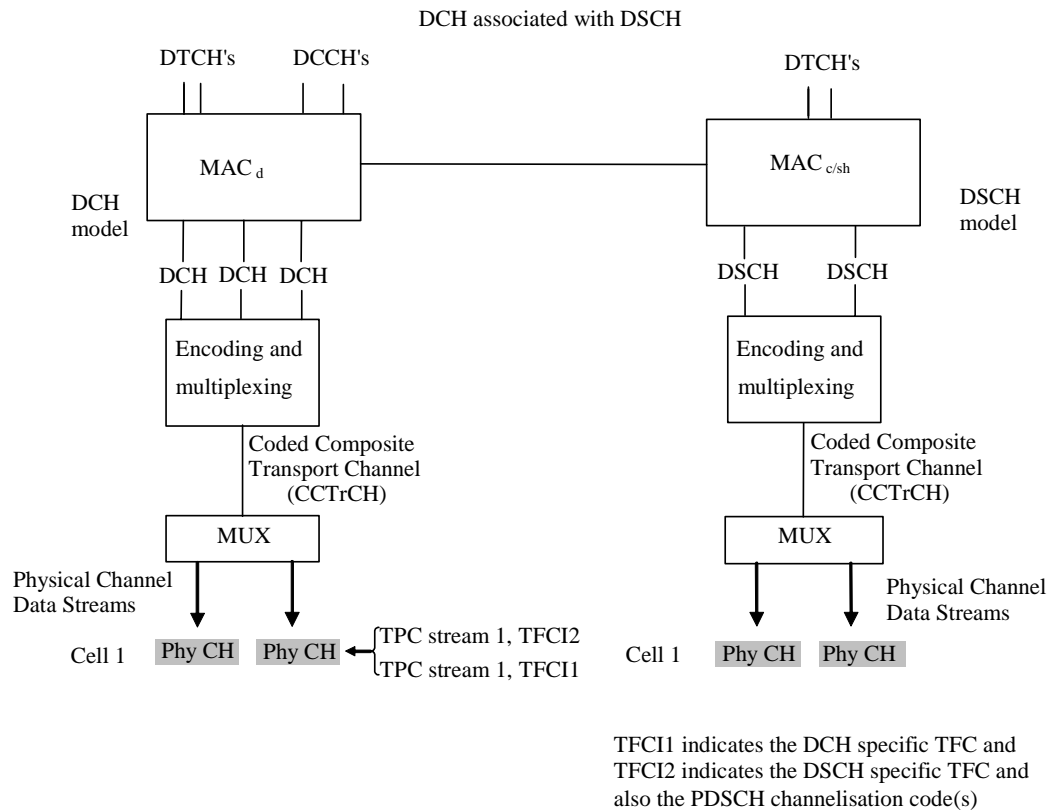 DCH associated with DSCH
DTCH's
DCCH's
DTCH's
MAC d
MAC c/sh
DCH
model
DSCH
model
DCH
DCH
DCH
DSCH
DSCH
Encoding and
multiplexing
Encoding and
multiplexing
Coded Composite
Transport Channel
(CCTrCH)
Coded Composite
Transport Channel
(CCTrCH)
MUX
MUX
Physical Channel
Data Streams
Physical Channel
Data Streams
Cell 1
Phy CH
Phy CH
TPC stream 1, TFCI2
TPC stream 1, TFCI1
Cell 1
Phy CH
Phy CH
TFCI1 indicates the DCH specific TFC and
TFCI2 indicates the DSCH specific TFC and
also the PDSCH channelisation code(s)